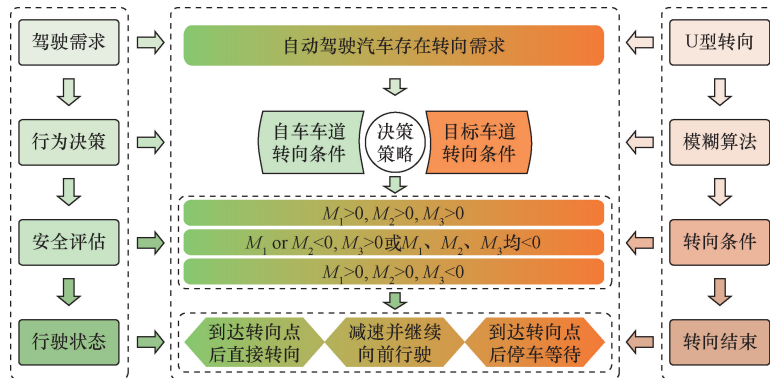 驾驶需求
自动驾驶汽车存在转向需求
U型转向
行为决策
自车车道
转向条件
决策
策略
目标车道
转向条件
模糊算法
安全评估
M₁>0, M₂>0, M₃>0
M₁ or M₂<0, M₃>0或M₁、M₂、M₃均<0
M₁>0, M₂>0, M₃<0
转向条件
行驶状态
到达转向点
后直接转向
减速并继续
向前行驶
到达转向点
后停车等待
转向结束